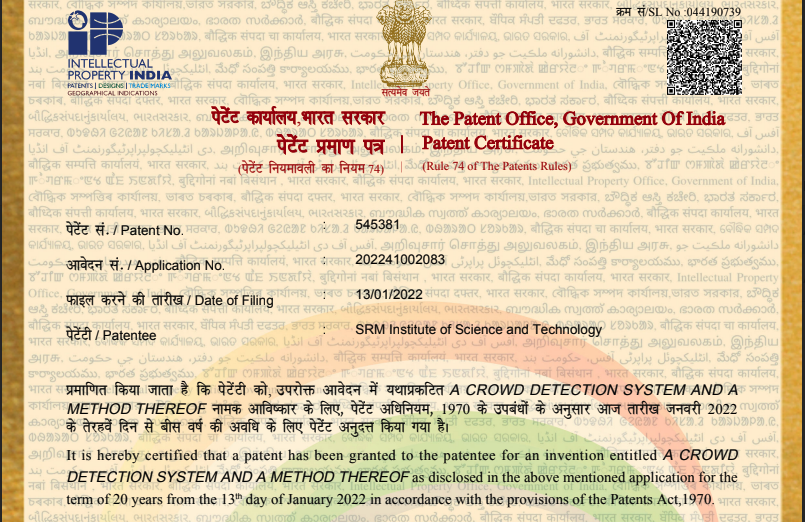 क्रम सं/SL No :044190739
INTELLECTUAL
PROPERTY INDIA
PATENTS | DESIGNS | TRADE MARKS
GEOGRAPHICAL INDICATIONS
सत्यमेव जयते
पेटेंट कार्यालय,भारत सरकार
The Patent Office, Government Of India
पेटेंट प्रमाण पत्र
Patent Certificate
(पेटेंट नियमावली का नियम 74)
(Rule 74 of The Patents Rules)
पेटेंट सं. / Patent No. : 545381
आवेदन सं. / Application No. : 202241002083
फाइल करने की तारीख / Date of Filing : 13/01/2022
पेटेंटी / Patentee : SRM Institute of Science and Technology
प्रमाणित किया जाता है कि पेटेंटी को, उपरोक्त आवेदन में यथाप्रकटित A CROWD DETECTION SYSTEM AND A
METHOD THEREOF नामक आविष्कार के लिए, पेटेंट अधिनियम, 1970 के उपबंधों के अनुसार आज तारीख जनवरी 2022
के तेरहवें दिन से बीस वर्ष की अवधि के लिए पेटेंट अनुदत्त किया गया है।
It is hereby certified that a patent has been granted to the patentee for an invention entitled A CROWD
DETECTION SYSTEM AND A METHOD THEREOF as disclosed in the above mentioned application for the
term of 20 years from the 13th day of January 2022 in accordance with the provisions of the Patents Act,1970.